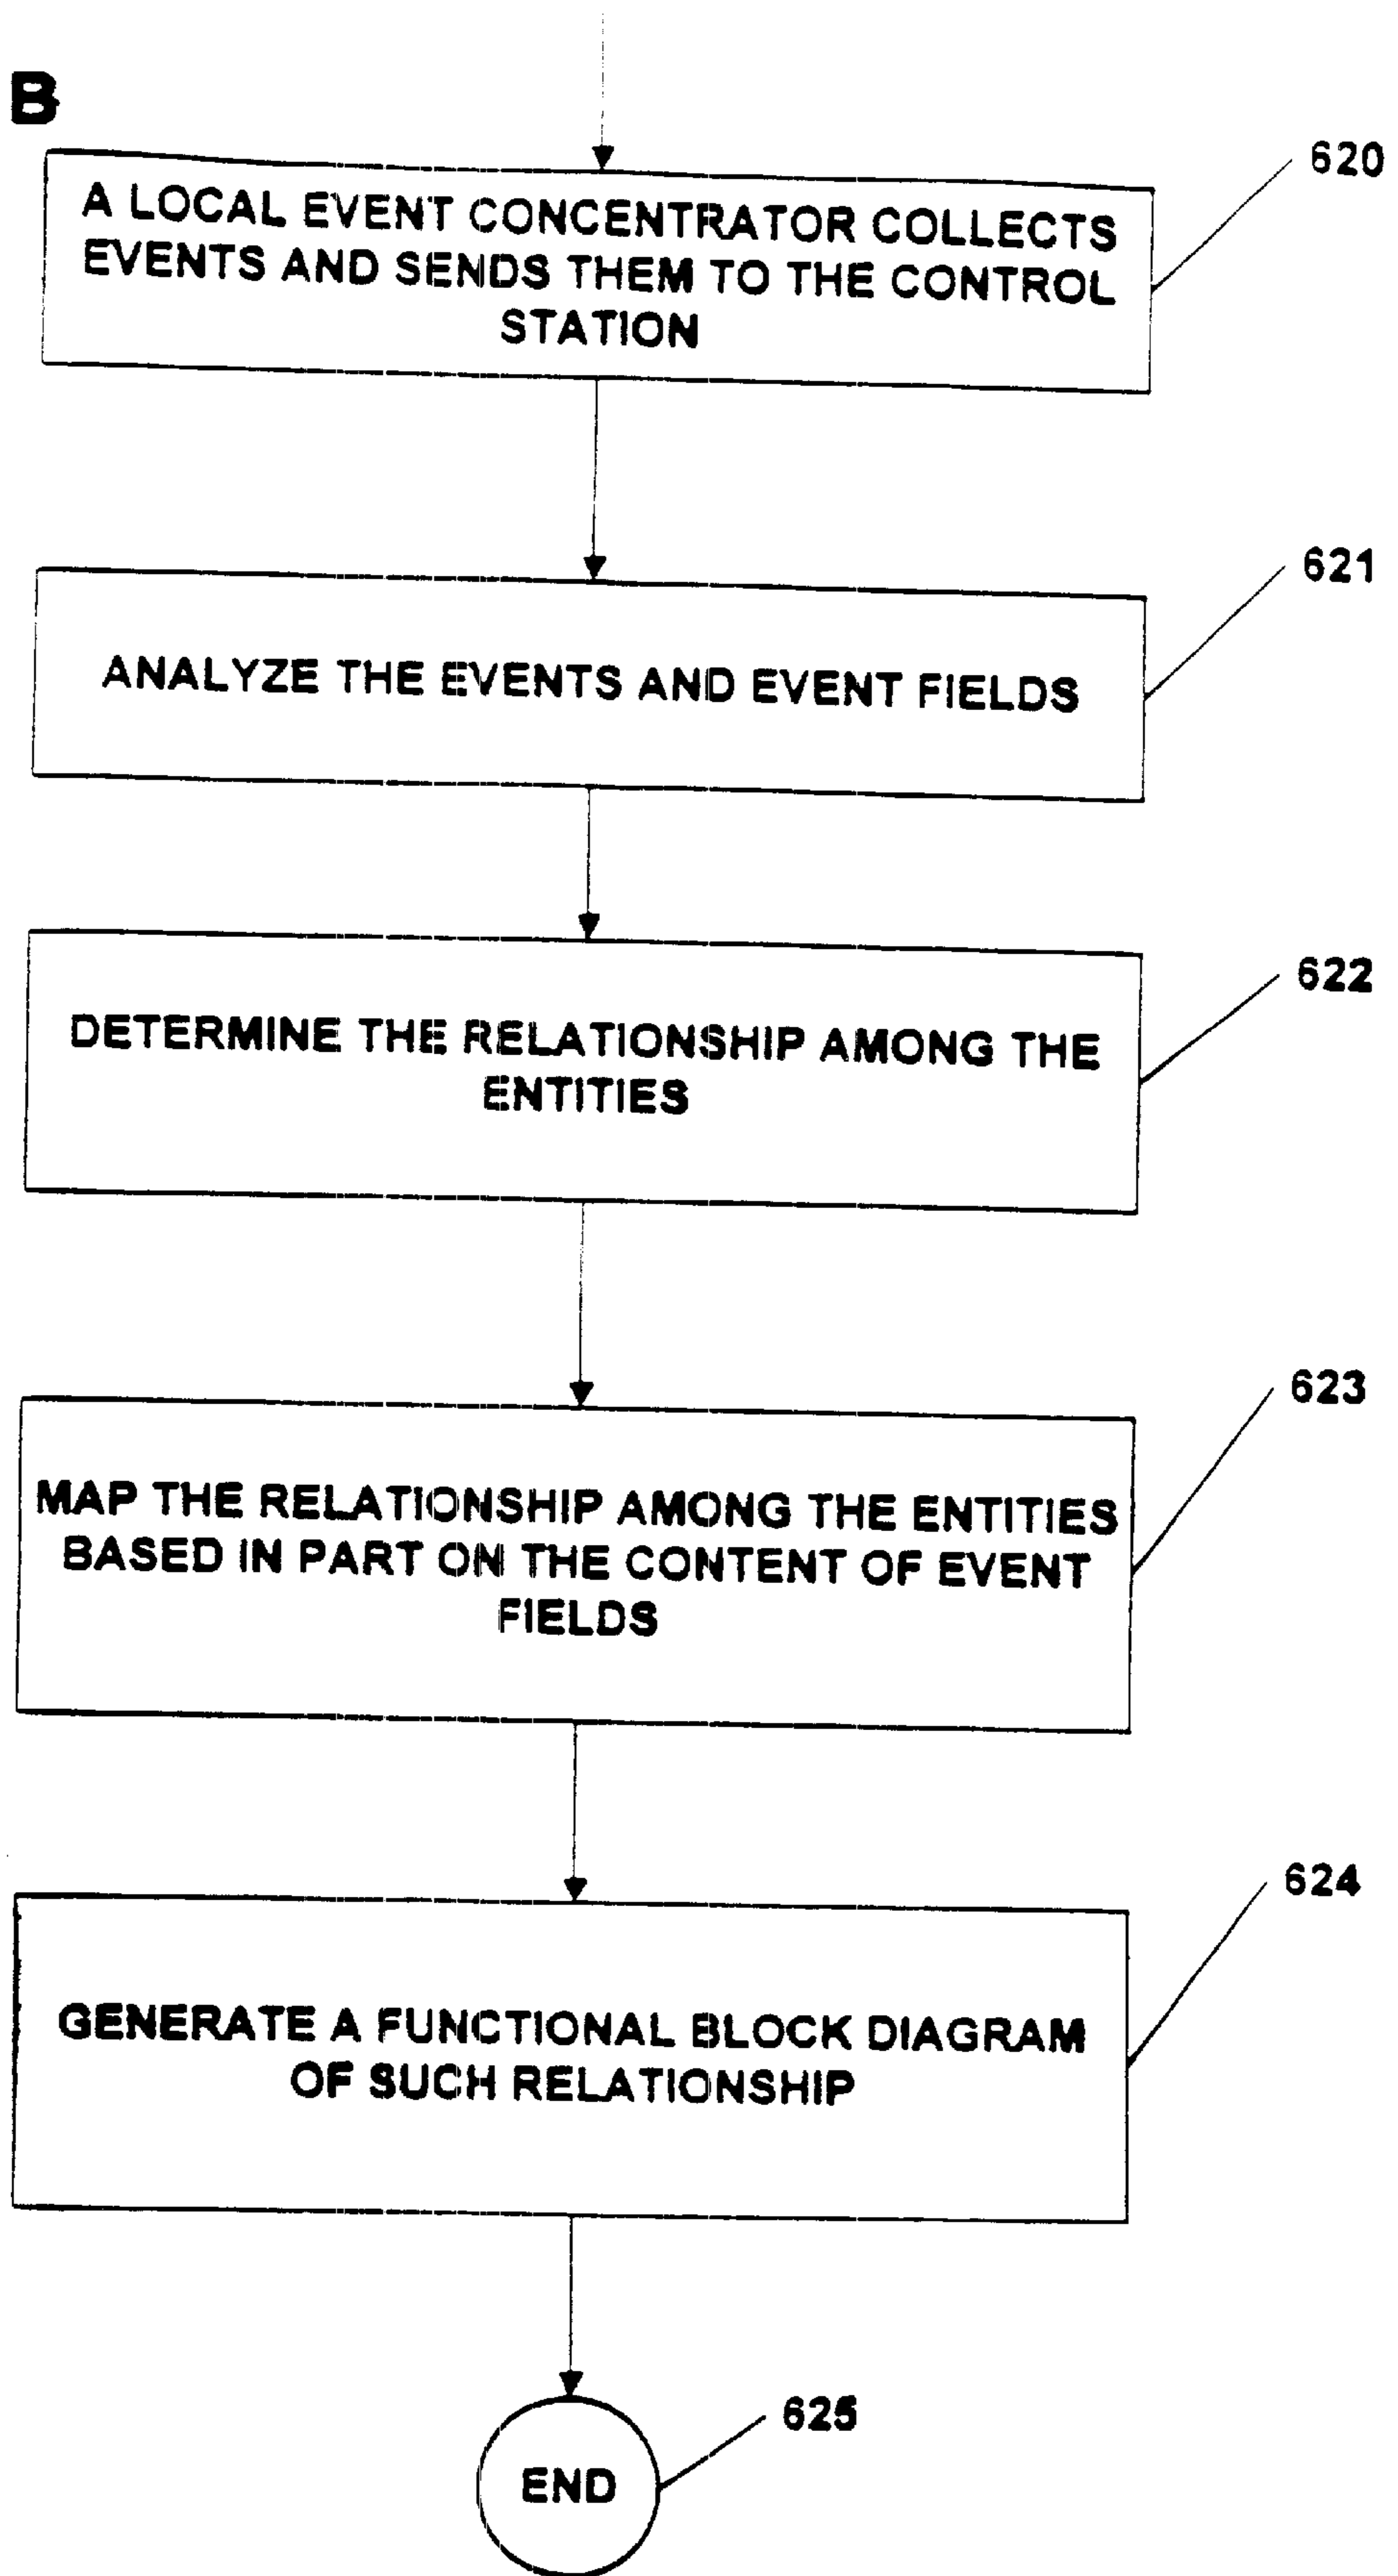 B
620
A LOCAL EVENT CONCENTRATOR COLLECTS
EVENTS AND SENDS THEM TO THE CONTROL
STATION
621
ANALYZE THE EVENTS AND EVENT FIELDS
622
DETERMINE THE RELATIONSHIP AMONG THE
ENTITIES
623
MAP THE RELATIONSHIP AMONG THE ENTITIES
BASED IN PART ON THE CONTENT OF EVENT
FIELDS
624
GENERATE A FUNCTIONAL BLOCK DIAGRAM
OF SUCH RELATIONSHIP
625
END